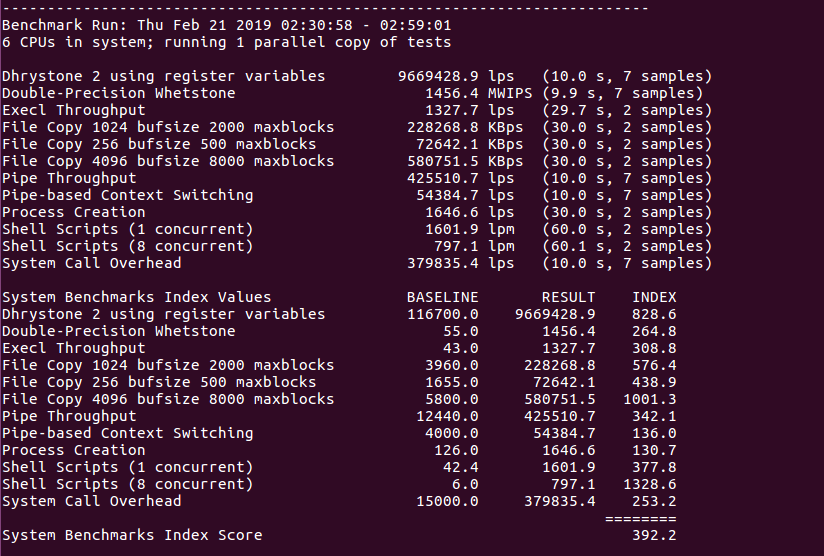 ------------------------------------------------------------------------
Benchmark Run: Thu Feb 21 2019 02:30:58 - 02:59:01
6 CPUs in system; running 1 parallel copy of tests

Dhrystone 2 using register variables        9669428.9 lps   (10.0 s, 7 samples)
Double-Precision Whetstone                     1456.4 MWIPS (9.9 s, 7 samples)
Execl Throughput                               1327.7 lps   (29.7 s, 2 samples)
File Copy 1024 bufsize 2000 maxblocks        228268.8 KBps  (30.0 s, 2 samples)
File Copy 256 bufsize 500 maxblocks           72642.1 KBps  (30.0 s, 2 samples)
File Copy 4096 bufsize 8000 maxblocks        580751.5 KBps  (30.0 s, 2 samples)
Pipe Throughput                              425510.7 lps   (10.0 s, 7 samples)
Pipe-based Context Switching                  54384.7 lps   (10.0 s, 7 samples)
Process Creation                               1646.6 lps   (30.0 s, 2 samples)
Shell Scripts (1 concurrent)                   1601.9 lpm   (60.0 s, 2 samples)
Shell Scripts (8 concurrent)                    797.1 lpm   (60.1 s, 2 samples)
System Call Overhead                         379835.4 lps   (10.0 s, 7 samples)

System Benchmarks Index Values               BASELINE       RESULT    INDEX
Dhrystone 2 using register variables         116700.0    9669428.9    828.6
Double-Precision Whetstone                       55.0       1456.4    264.8
Execl Throughput                                 43.0       1327.7    308.8
File Copy 1024 bufsize 2000 maxblocks          3960.0     228268.8    576.4
File Copy 256 bufsize 500 maxblocks            1655.0      72642.1    438.9
File Copy 4096 bufsize 8000 maxblocks          5800.0     580751.5   1001.3
Pipe Throughput                               12440.0     425510.7    342.1
Pipe-based Context Switching                   4000.0      54384.7    136.0
Process Creation                                126.0       1646.6    130.7
Shell Scripts (1 concurrent)                     42.4       1601.9    377.8
Shell Scripts (8 concurrent)                      6.0        797.1   1328.6
System Call Overhead                          15000.0     379835.4    253.2
                                                                   ========
System Benchmarks Index Score                                         392.2